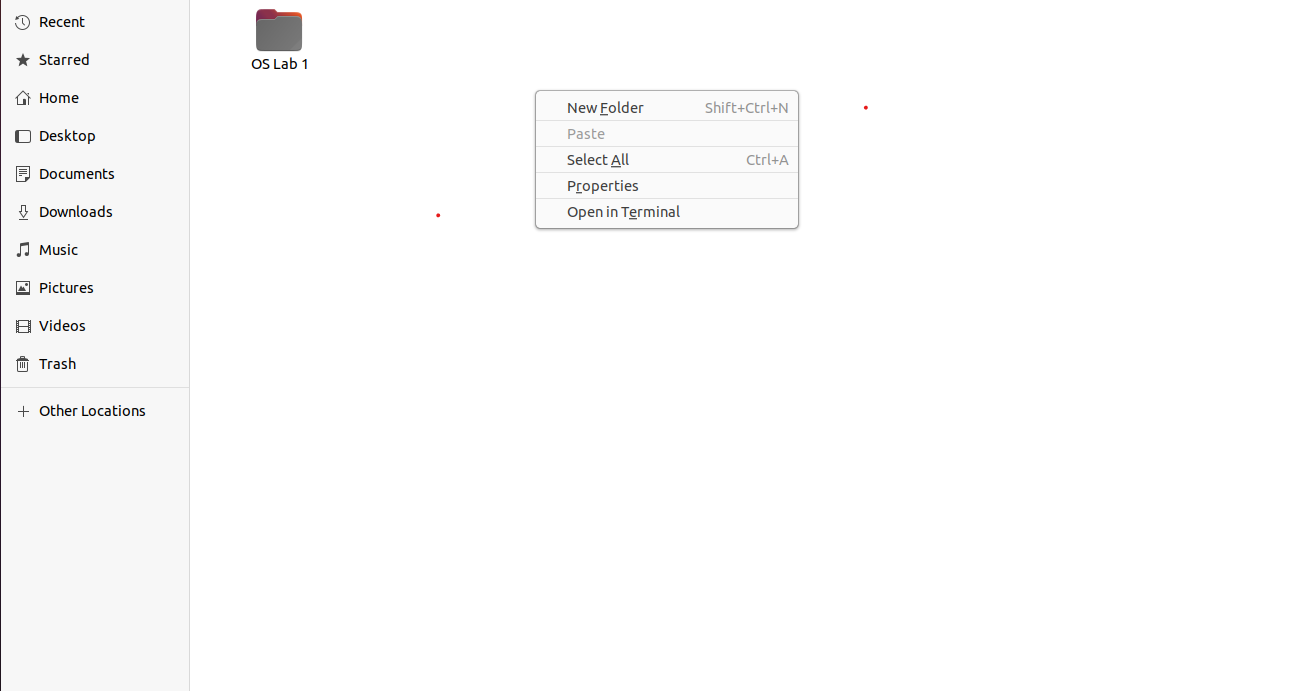 Recent
Starred
Home
Desktop
Documents
Downloads
Music
Pictures
Videos
Trash
Other Locations
OS Lab 1
New Folder Shift+Ctrl+N
Paste
Select All Ctrl+A
Properties
Open in Terminal